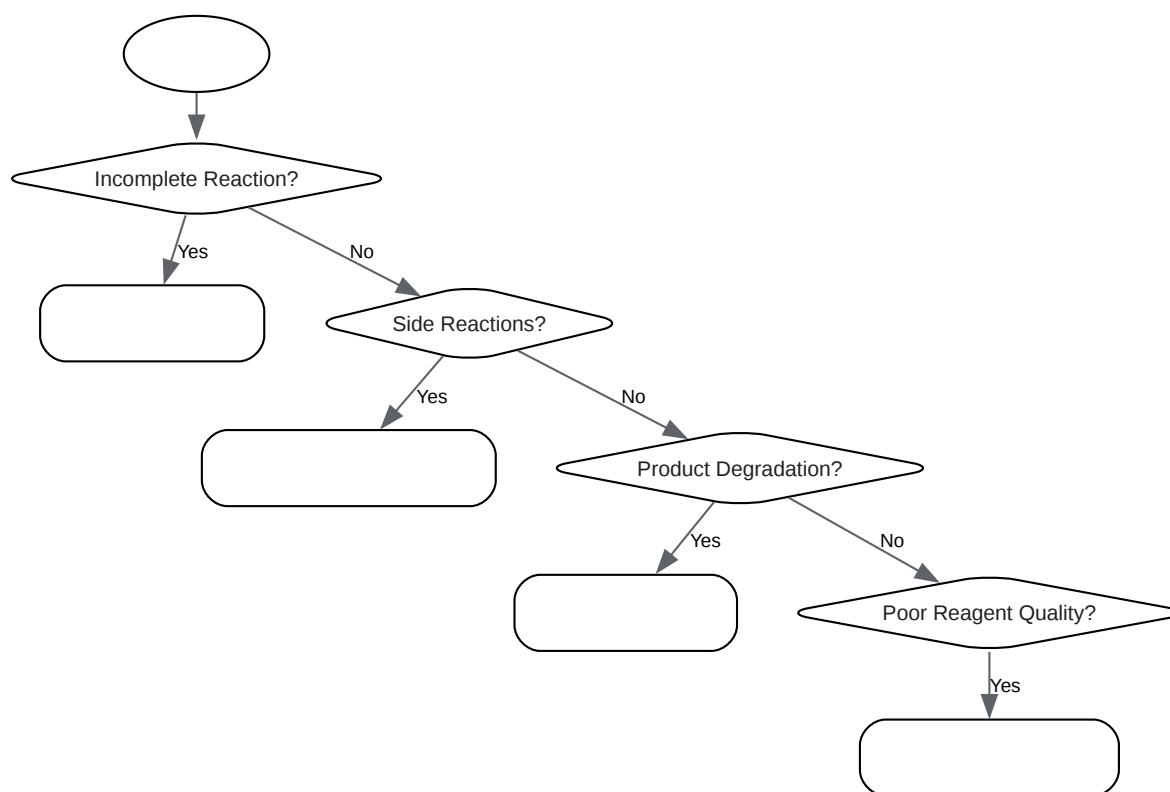 Incomplete Reaction?
Yes
No
Side Reactions?
Yes
No
Product Degradation?
Yes
No
Poor Reagent Quality?
Yes